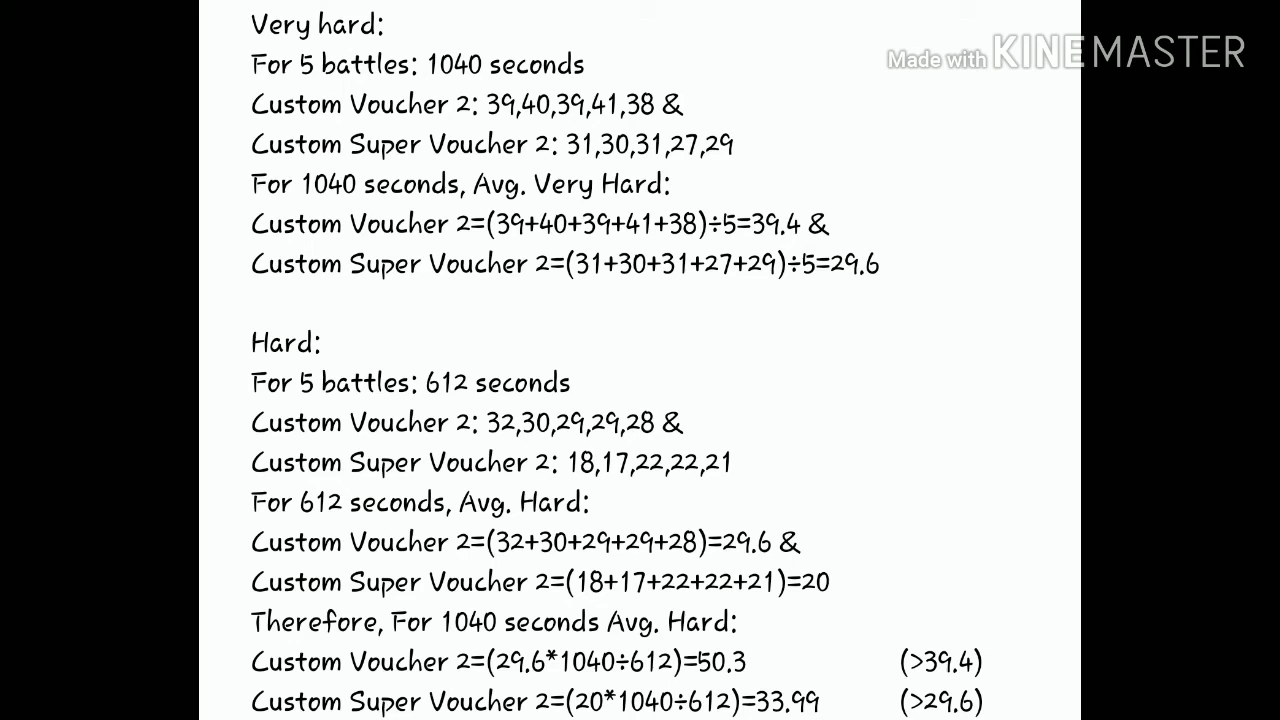 Very hard:
Made with KINEMASTER
For 5 battles: 1040 seconds
Custom Voucher 2: 39,40,39,41,38 &
Custom Super Voucher 2: 31,30,31,27,29
For 1040 seconds, Avg. Very Hard:
Custom Voucher 2=(39+40+39+41+38)÷5=39.4 &
Custom Super Voucher 2=(31+30+31+27+29)÷5=29.6
Hard:
For 5 battles: 612 seconds
Custom Voucher 2: 32,30,29,29,28 &
Custom Super Voucher 2: 18,17,22,22,21
For 612 seconds, Avg. Hard:
Custom Voucher 2=(32+30+29+29+28)=29.6 &
Custom Super Voucher 2=(18+17+22+22+21)=20
Therefore, For 1040 seconds Avg. Hard:
Custom Voucher 2=(29.6*1040÷612)=50.3 (>39.4)
Custom Super Voucher 2=(20*1040÷612)=33.99 (>29.6)